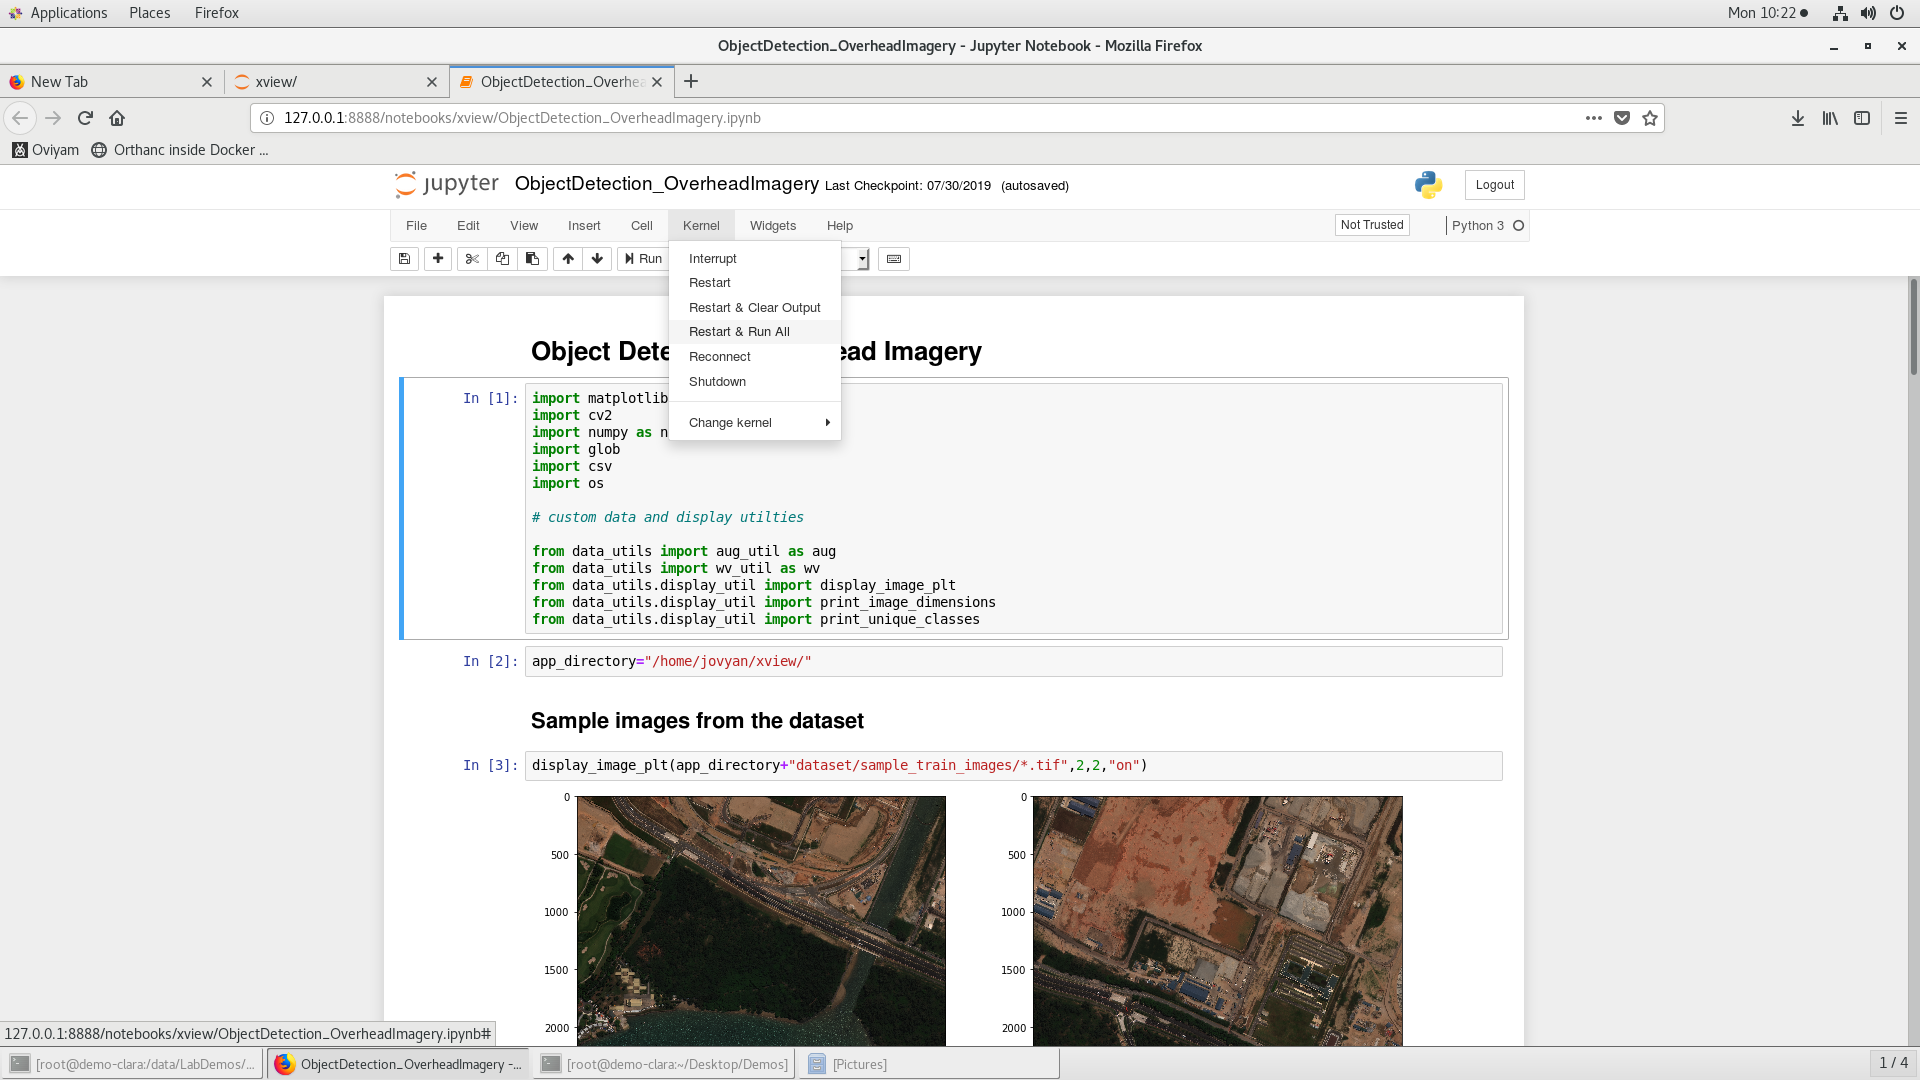 Applications Places Firefox Mon 10:22
ObjectDetection_OverheadImagery - Jupyter Notebook - Mozilla Firefox
New Tab xview/ ObjectDetection_Overhea
127.0.0.1:8888/notebooks/xview/ObjectDetection_OverheadImagery.ipynb
Oviyam Orthanc inside Docker ...
jupyter ObjectDetection_OverheadImagery Last Checkpoint: 07/30/2019 (autosaved) Logout
File Edit View Insert Cell Kernel Widgets Help Not Trusted Python 3
Run
Interrupt
Restart
Restart & Clear Output
Restart & Run All
Reconnect
Shutdown
Change kernel
Object Dete ead Imagery
In [1]: import matplotlib
import cv2
import numpy as n
import glob
import csv
import os
# custom data and display utilties
from data_utils import aug_util as aug
from data_utils import wv_util as wv
from data_utils.display_util import display_image_plt
from data_utils.display_util import print_image_dimensions
from data_utils.display_util import print_unique_classes
In [2]: app_directory="/home/jovyan/xview/"
Sample images from the dataset
In [3]: display_image_plt(app_directory+"dataset/sample_train_images/*.tif",2,2,"on")
0 0
500 500
1000 1000
1500 1500
2000 2000
127.0.0.1:8888/notebooks/xview/ObjectDetection_OverheadImagery.ipynb#
[root@demo-clara:/data/LabDemos/... ObjectDetection_OverheadImagery -... [root@demo-clara:~/Desktop/Demos] [Pictures] 1 / 4